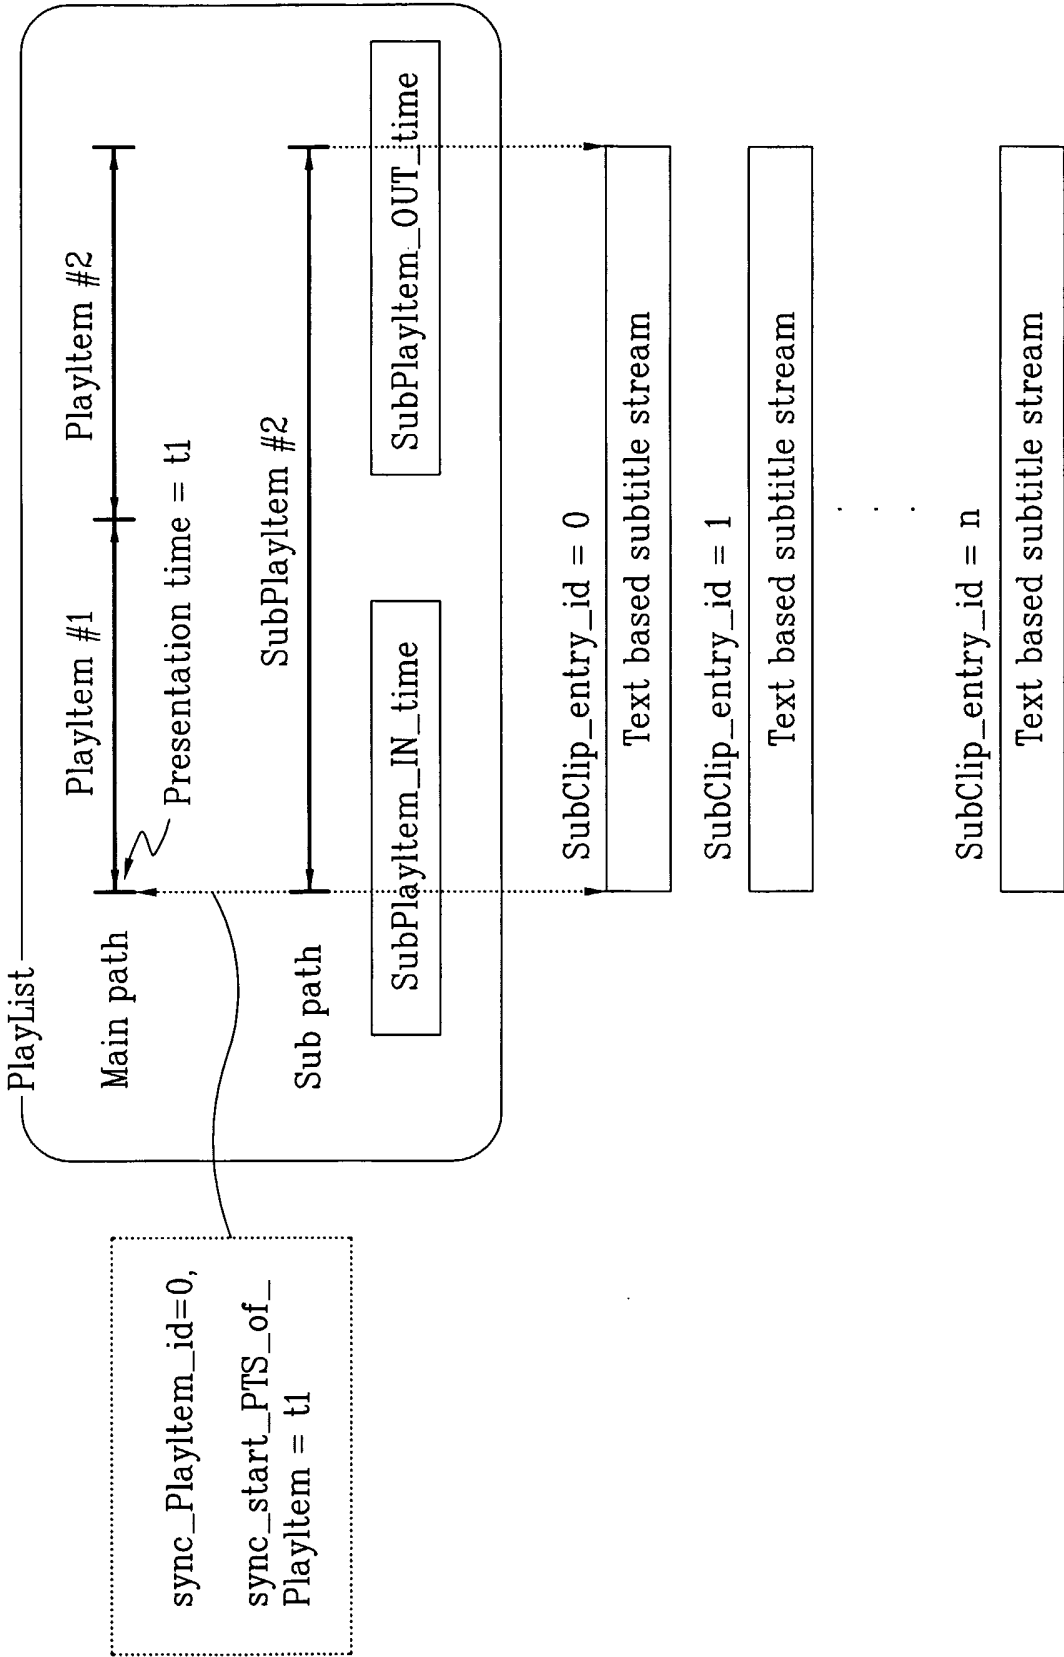 PlayList
Main path
PlayItem #1
PlayItem #2
Presentation time = t1
Sub path
SubPlayItem #2
SubPlayItem_IN_time
SubPlayItem_OUT_time
sync_PlayItem_id=0,
sync_start_PTS_of_
PlayItem = t1
SubClip_entry_id = 0
Text based subtitle stream
SubClip_entry_id = 1
Text based subtitle stream
. . .
SubClip_entry_id = n
Text based subtitle stream